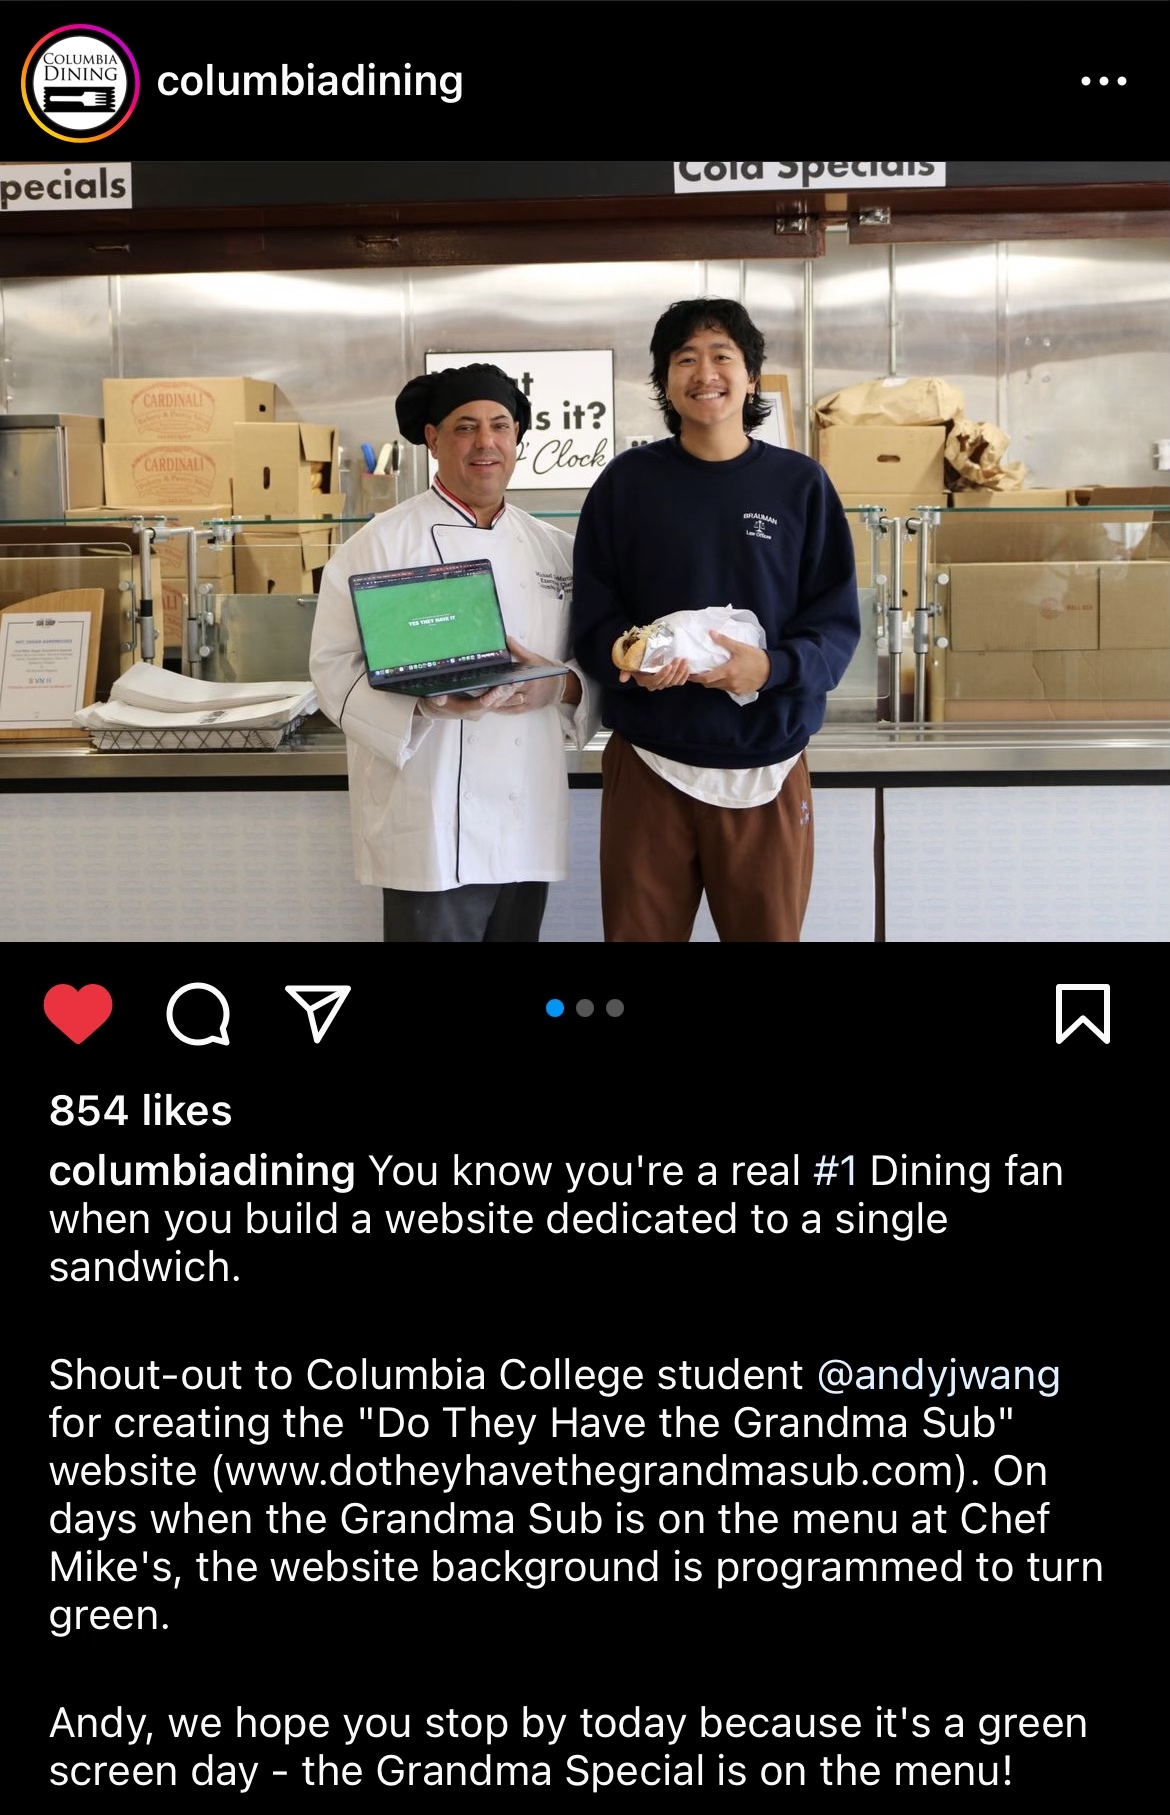 COLUMBIA
DINING
columbiadining
pecials
Cold Specials
CARDINALI
CARDINALI
s it?
O' Clock
BRAUMAN
Law Offices
YES THEY HAVE IT
854 likes
columbiadining You know you're a real #1 Dining fan
when you build a website dedicated to a single
sandwich.
Shout-out to Columbia College student @andyjwang
for creating the "Do They Have the Grandma Sub"
website (www.dotheyhavethegrandmasub.com). On
days when the Grandma Sub is on the menu at Chef
Mike's, the website background is programmed to turn
green.
Andy, we hope you stop by today because it's a green
screen day - the Grandma Special is on the menu!